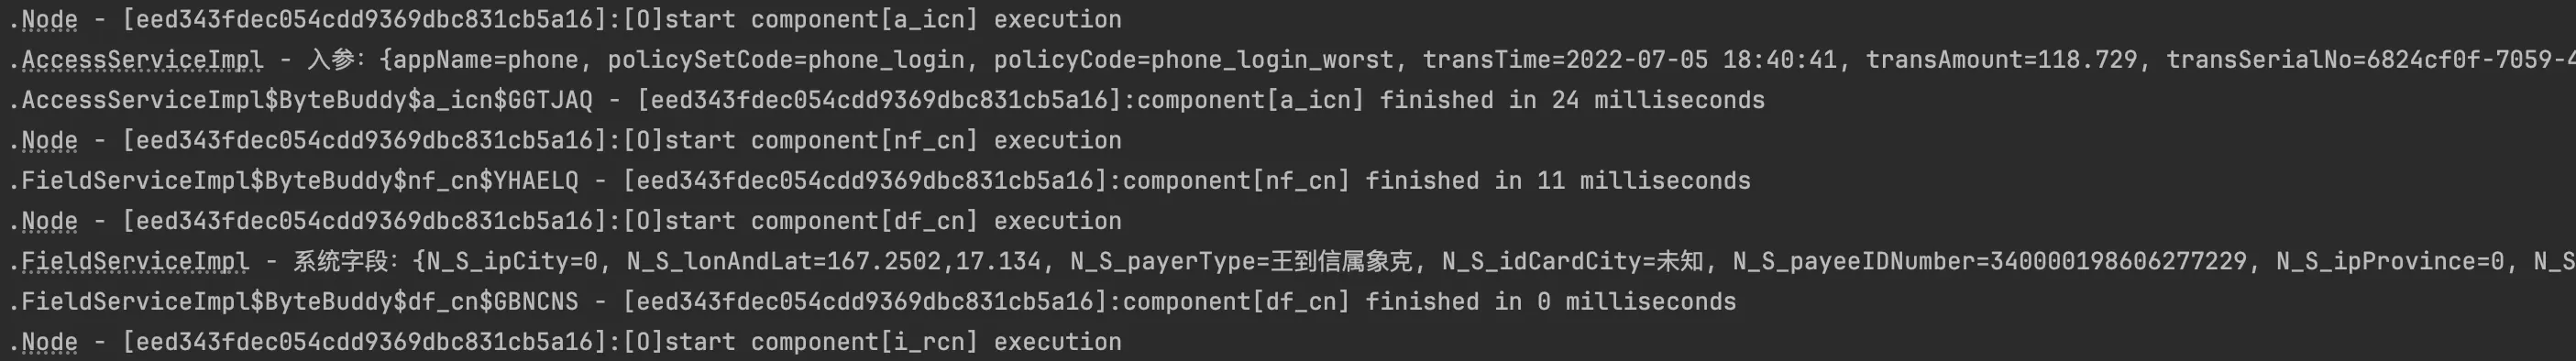 .Node - [eed343fdec054cdd9369dbc831cb5a16]:[0]start component[a_icn] execution
.AccessServiceImpl - 入参：{appName=phone, policySetCode=phone_login, policyCode=phone_login_worst, transTime=2022-07-05 18:40:41, transAmount=118.729, transSerialNo=6824cf0f-7059-4
.AccessServiceImpl$ByteBuddy$a_icn$GGTJAQ - [eed343fdec054cdd9369dbc831cb5a16]:component[a_icn] finished in 24 milliseconds
.Node - [eed343fdec054cdd9369dbc831cb5a16]:[0]start component[nf_cn] execution
.FieldServiceImpl$ByteBuddy$nf_cn$YHAELQ - [eed343fdec054cdd9369dbc831cb5a16]:component[nf_cn] finished in 11 milliseconds
.Node - [eed343fdec054cdd9369dbc831cb5a16]:[0]start component[df_cn] execution
.FieldServiceImpl - 系统字段：{N_S_ipCity=0, N_S_lonAndLat=167.2502,17.134, N_S_payerType=王到信属象克, N_S_idCardCity=未知, N_S_payeeIDNumber=340000198606277229, N_S_ipProvince=0, N_S
.FieldServiceImpl$ByteBuddy$df_cn$GBNCNS - [eed343fdec054cdd9369dbc831cb5a16]:component[df_cn] finished in 0 milliseconds
.Node - [eed343fdec054cdd9369dbc831cb5a16]:[0]start component[i_rcn] execution